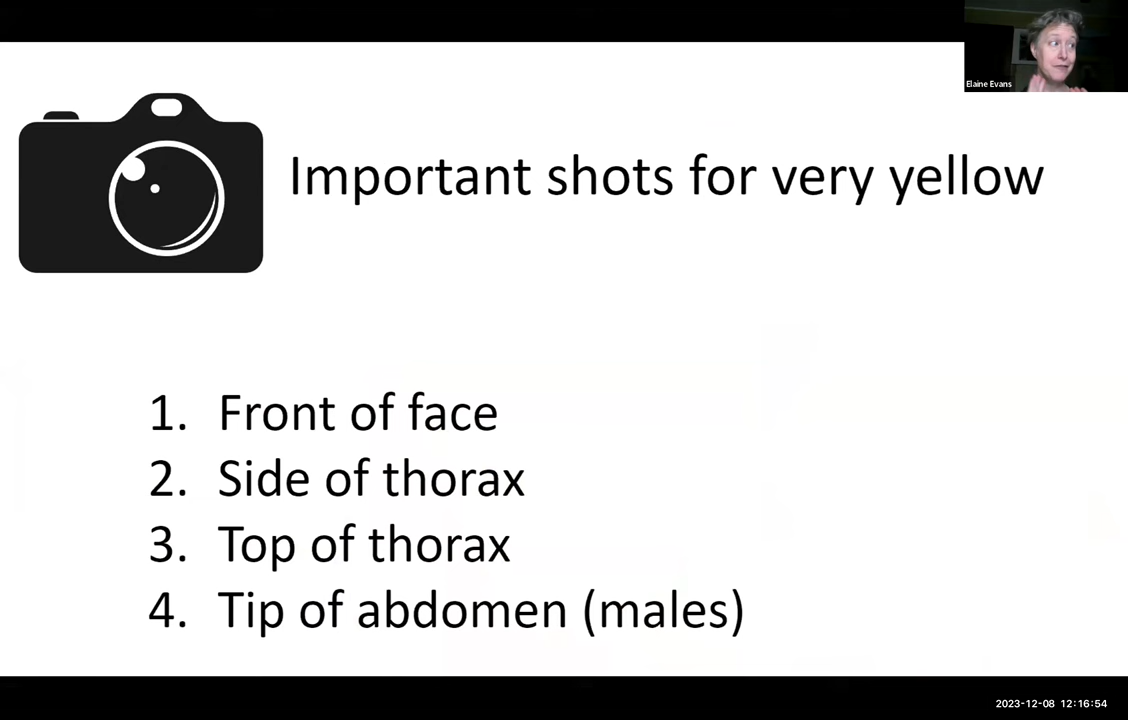 Elaine Evans
Important shots for very yellow
1. Front of face
2. Side of thorax
3. Top of thorax
4. Tip of abdomen (males)
2023-12-08 12:16:54